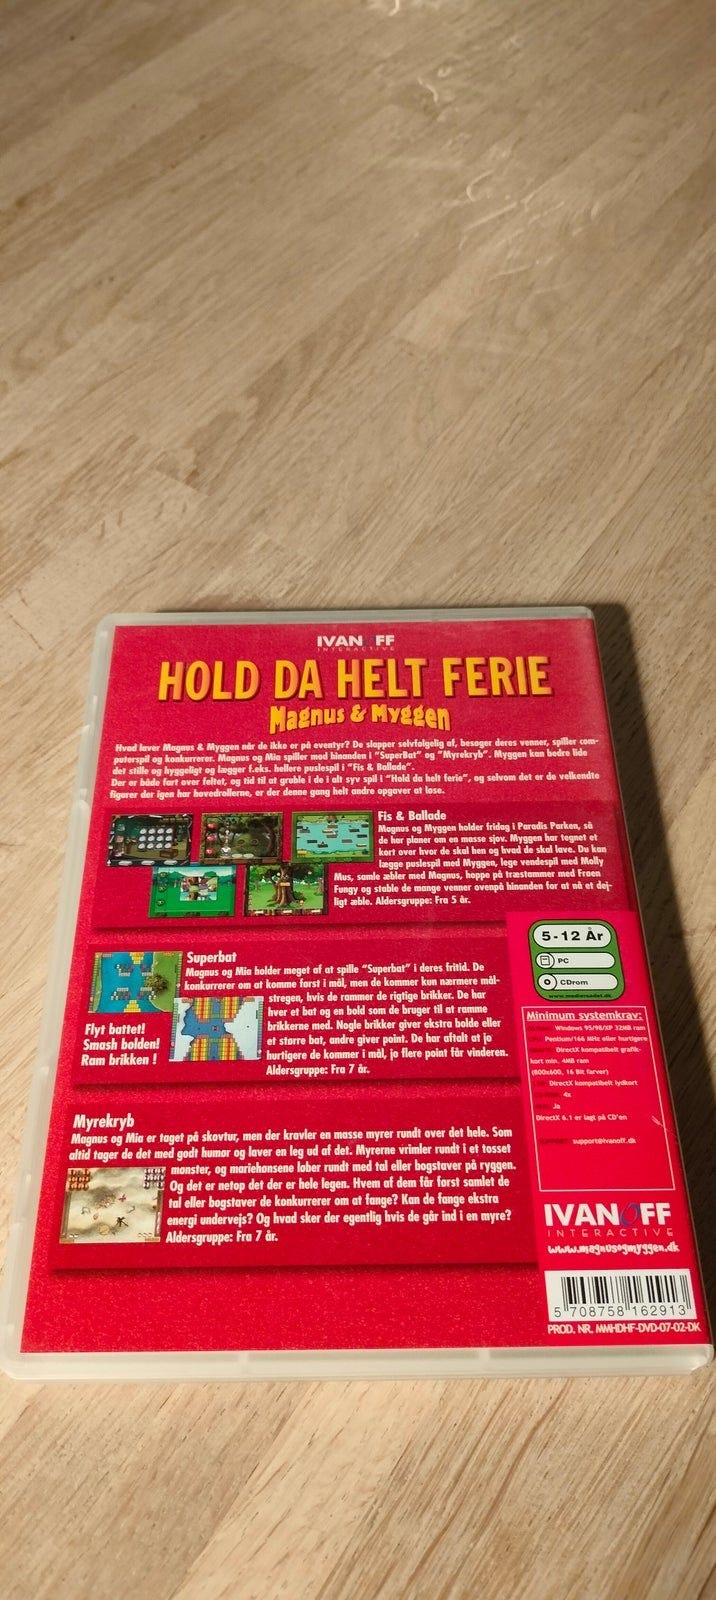 IVANOFF
INTERACTIVE
HOLD DA HELT FERIE
Magnus & Myggen
Hvad laver Magnus & Myggen når de ikke er på eventyr? De slapper selvfølgelig af, besøger deres venner, spiller com-
puterspil og konkurrerer. Magnus og Mia spiller mod hinanden i "SuperBat" og "Myrekryb". Myggen kan bedre lide
det stille og hyggeligt og lægger f.eks. hellere puslespil i "Fis & Ballade".
Der er både fart over feltet, og tid til at gruble i de i alt syv spil i "Hold da helt ferie", og selvom det er de velkendte
figurer der igen har hovedrollerne, er der denne gang helt andre opgaver at løse.
Fis & Ballade
Magnus og Myggen holder fridag i Paradis Parken, så
de har planer om en masse sjov. Myggen har tegnet et
kort over hvor de skal hen og hvad de skal lave. Du kan
lægge puslespil med Myggen, lege vendespil med Molly
Mus, samle æbler med Magnus, hoppe på træstammer med Frøen
Fungy og stable de mange venner ovenpå hinanden for at nå et dej-
ligt æble. Aldersgruppe: Fra 5 år.
Superbat
Magnus og Mia holder meget af at spille "Superbat" i deres fritid. De
konkurrerer om at komme først i mål, men de kommer kun nærmere mål-
stregen, hvis de rammer de rigtige brikker. De har
hver et bat og en bold som de bruger til at ramme
brikkerne med. Nogle brikker giver ekstra bolde eller
et større bat, andre giver point. De har aftalt at jo
hurtigere de kommer i mål, jo flere point får vinderen.
Aldersgruppe: Fra 7 år.
Flyt battet!
Smash bolden!
Ram brikken !
Myrekryb
Magnus og Mia er taget på skovtur, men der kravler en masse myrer rundt over det hele. Som
altid tager de det med godt humor og laver en leg ud af det. Myrerne vrimler rundt i et tosset
mønster, og mariehønsene løber rundt med tal eller bogstaver på ryggen.
Og det er netop det der er hele legen. Hvem af dem får først samlet de
tal eller bogstaver de konkurrerer om at fange? Kan de fange ekstra
energi undervejs? Og hvad sker der egentlig hvis de går ind i en myre?
Aldersgruppe: Fra 7 år.
5-12 År
PC
CDrom
www.medieraadet.dk
Minimum systemkrav:
Windows 95/98/XP 32MB ram
Pentium/166 MHz eller hurtigere
DirectX kompatibelt grafik-
kort min. 4MB ram
(800x600, 16 Bit farver)
DirectX kompatibelt lydkort
4x
Ja
DirectX 6.1 er lagt på CD'en
support@ivanoff.dk
IVANOFF
INTERACTIVE
www.magnusogmyggen.dk
5 708758 162913
PROD. NR. MMHDHF-DVD-07-02-DK